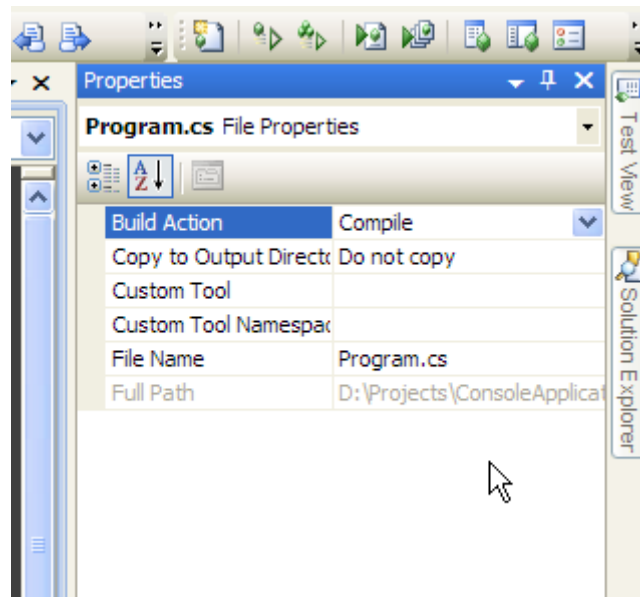 Properties
Program.cs File Properties
Build Action Compile
Copy to Output Directo Do not copy
Custom Tool
Custom Tool Namespac
File Name Program.cs
Full Path D:\Projects\ConsoleApplicat
Test View
Solution Explorer